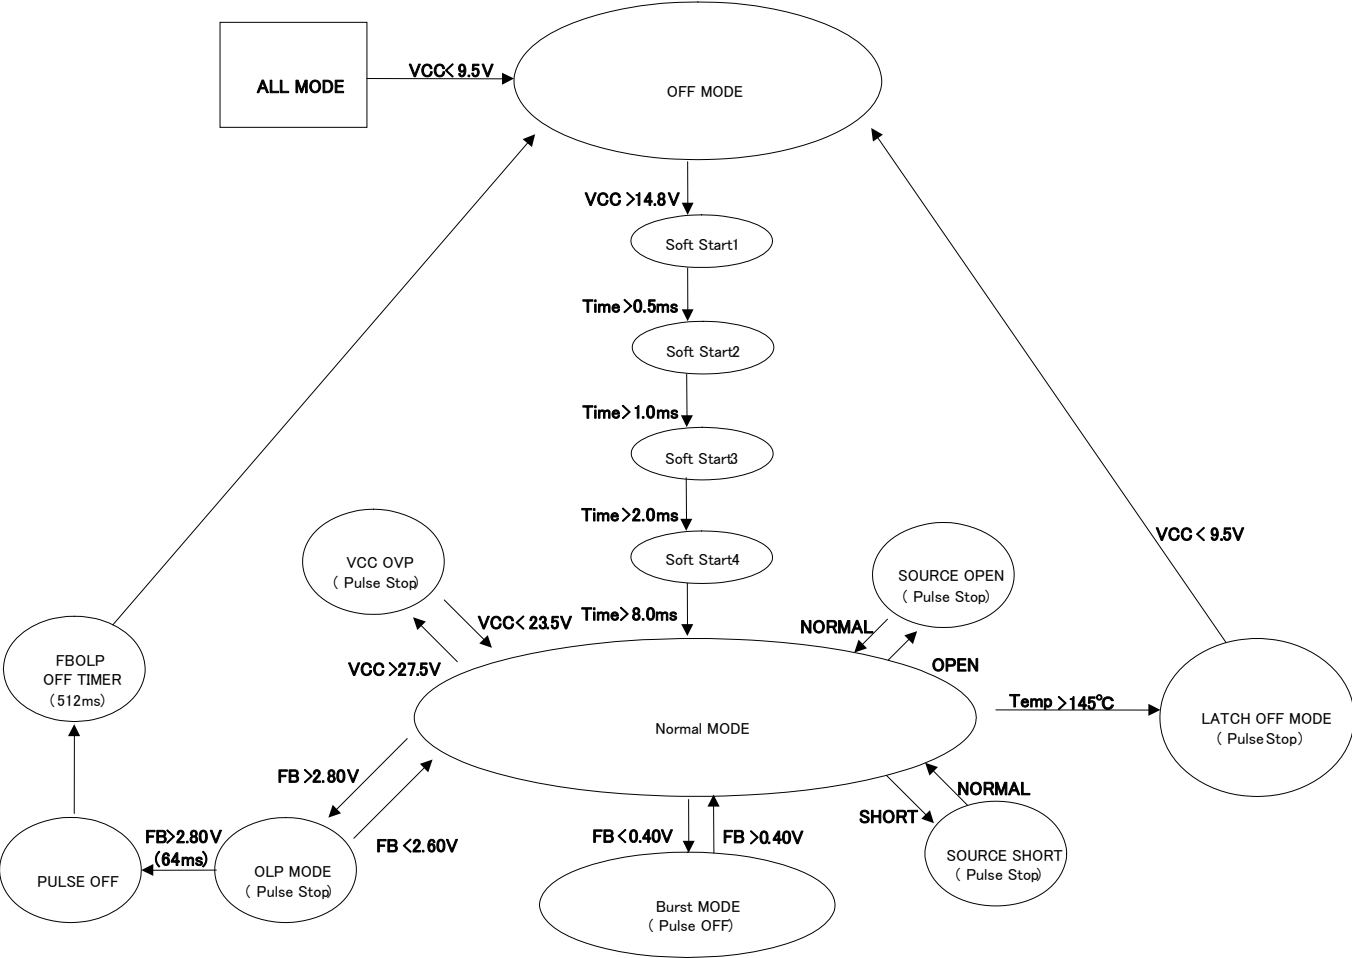 ALL MODE
VCC< 9.5V
OFF MODE
VCC >14.8V
Soft Start1
Time >0.5ms
Soft Start2
Time> 1.0ms
Soft Start3
Time >2.0ms
Soft Start4
Time >8.0ms
VCC OVP
( Pulse Stop)
VCC< 23.5V
VCC >27.5V
SOURCE OPEN
( Pulse Stop)
NORMAL
OPEN
VCC < 9.5V
FBOLP
OFF TIMER
(512ms)
Normal MODE
Temp >145℃
LATCH OFF MODE
( Pulse Stop)
FB >2.80V
FB <2.60V
FB <0.40V
FB >0.40V
SHORT
NORMAL
FB>2.80V
(64ms)
PULSE OFF
OLP MODE
( Pulse Stop)
Burst MODE
( Pulse OFF)
SOURCE SHORT
( Pulse Stop)